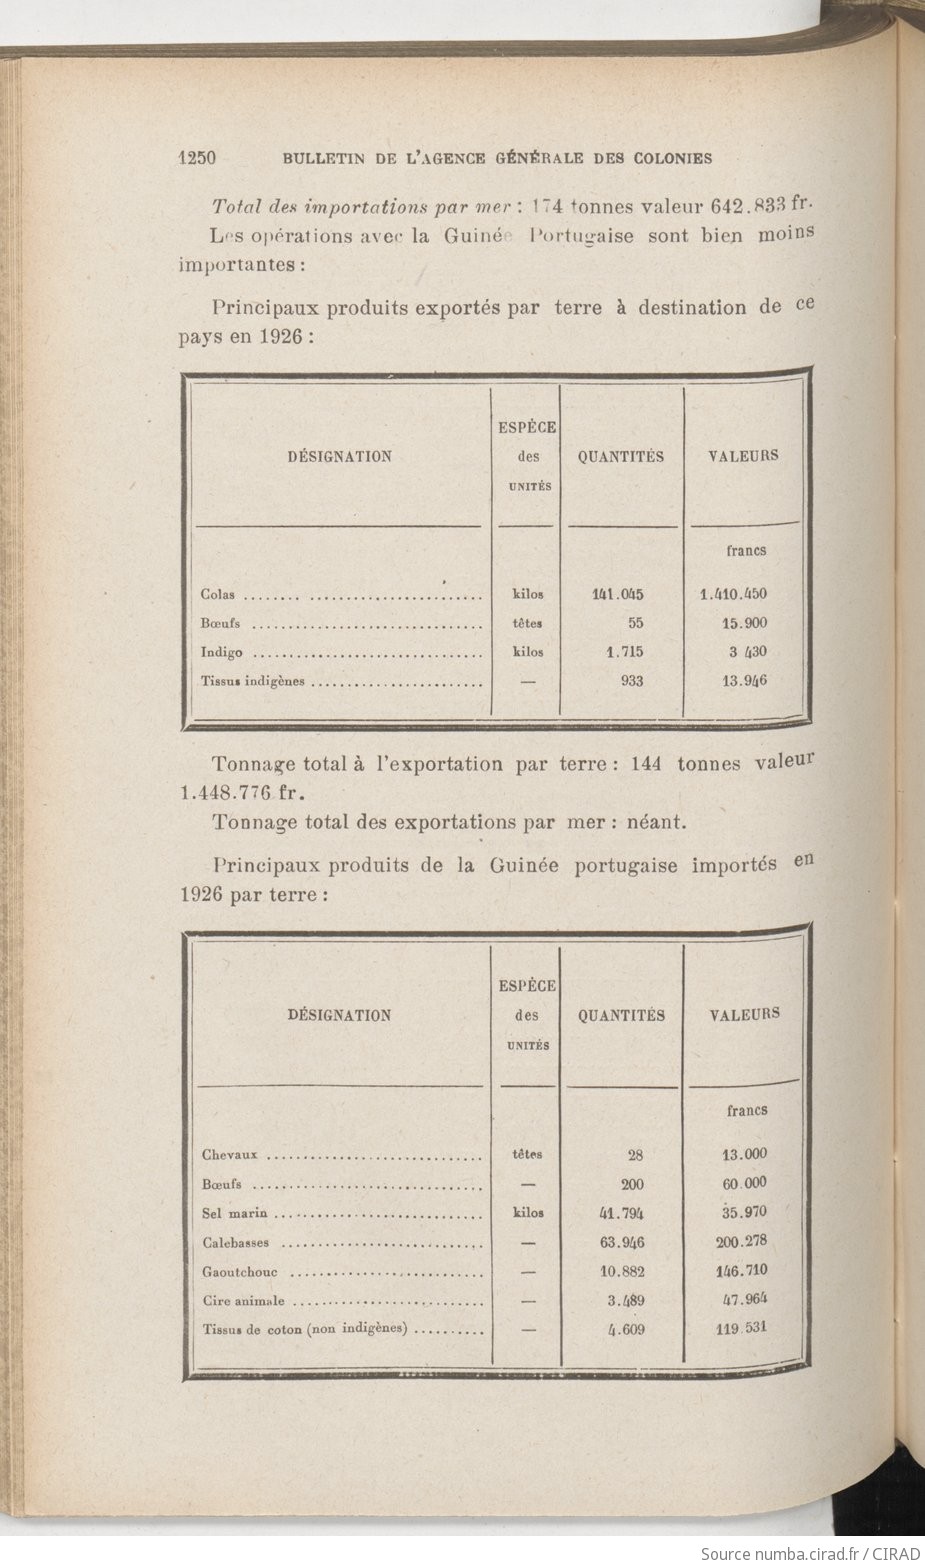 1250 BULLETIN DE L'AGENCE GÉNÉRALE DES COLONIES
Total des importations par mer : 174 tonnes valeur 642.833 fr.
Les opérations avec la Guinée Portugaise sont bien moins
importantes :
Principaux produits exportés par terre à destination de ce
pays en 1926 :
DÉSIGNATION ESPÈCE des UNITÉS QUANTITÉS VALEURS
francs
Colas ........ ........................ kilos 141.045 1.410.450
Bœufs ................................ têtes 55 15.900
Indigo ................................ kilos 1.715 3 430
Tissus indigènes ........................ — 933 13.946
Tonnage total à l'exportation par terre : 144 tonnes valeur
1.448.776 fr.
Tonnage total des exportations par mer : néant.
Principaux produits de la Guinée portugaise importés en
1926 par terre :
DÉSIGNATION ESPÈCE des UNITÉS QUANTITÉS VALEURS
francs
Chevaux .............................. têtes 28 13.000
Bœufs ................................ — 200 60.000
Sel marin ............................. kilos 41.794 35.970
Calebasses ............................ — 63.946 200.278
Gaoutchouc ........................... — 10.882 146.710
Cire animale .......................... — 3.489 47.964
Tissus de coton (non indigènes) .......... — 4.609 119.531
Source numba.cirad.fr / CIRAD